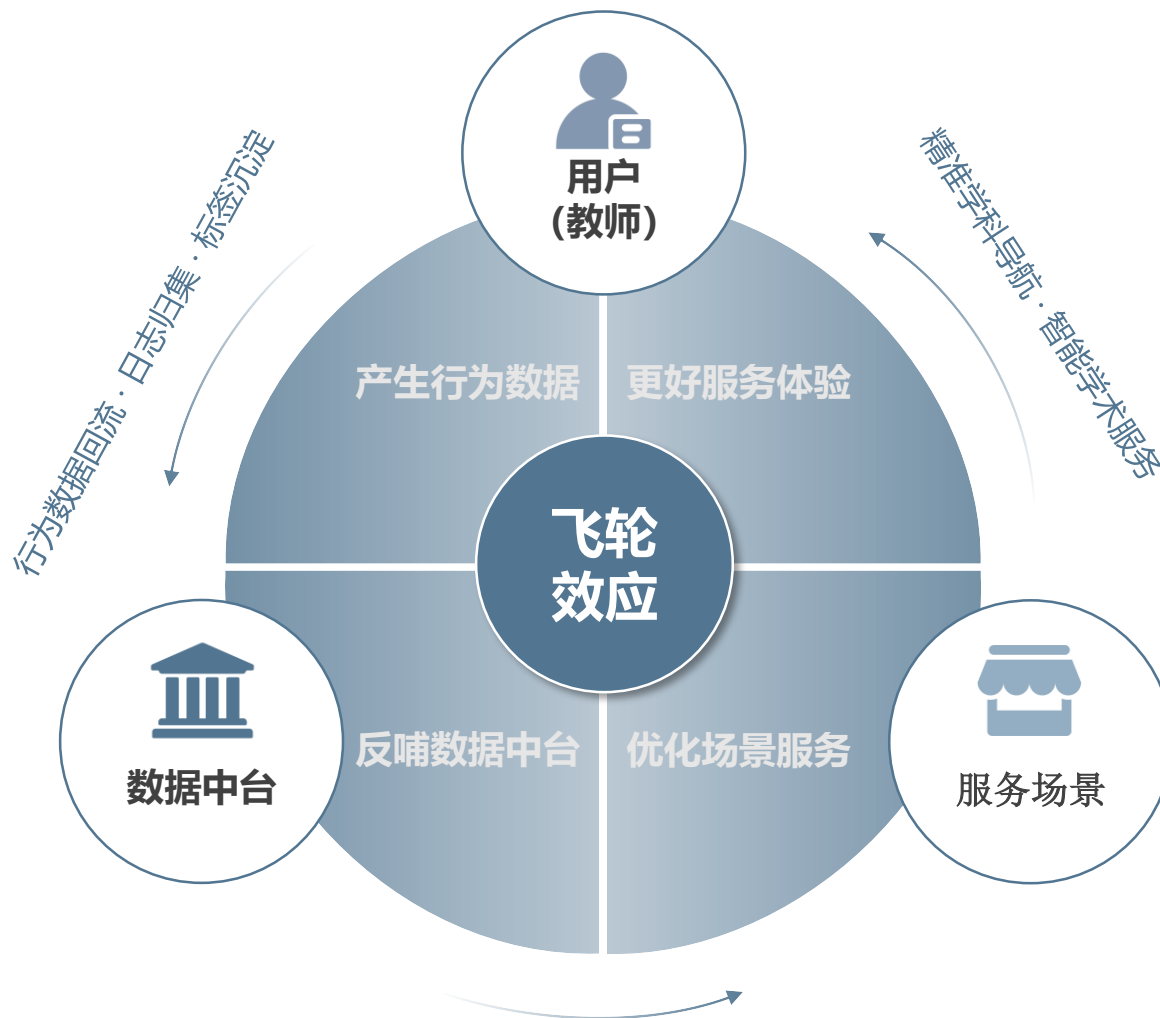 用户
(教师)
行为数据回流 · 日志归集 · 标签沉淀
精准学科导航 · 智能学术服务
产生行为数据
更好服务体验
飞轮
效应
反哺数据中台
优化场景服务
数据中台
服务场景